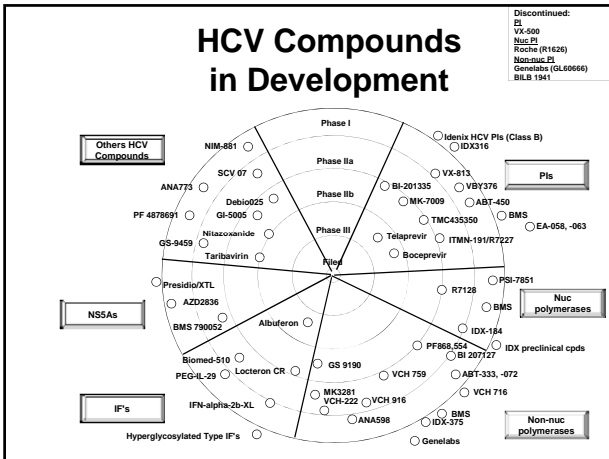 HCV Compounds
in Development
Discontinued:
PI
VX-500
Nuc PI
Roche (R1626)
Non-nuc PI
Genelabs (GL60666)
BILB 1941
Phase I
Phase IIa
Phase IIb
Phase III
Filed
Others HCV
Compounds
NIM-881
SCV 07
ANA773
Debio025
PF 4878691
GI-5005
Nitazoxanide
GS-9459
Taribavirin
Idenix HCV PIs (Class B)
IDX316
PIs
VX-813
BI-201335
VBY376
MK-7009
ABT-450
TMC435350
BMS
EA-058, -063
Telaprevir
ITMN-191/R7227
Boceprevir
NS5As
Presidio/XTL
AZD2836
BMS 790052
Nuc
polymerases
PSI-7851
R7128
BMS
IDX-184
IDX preclinical cpds
IF's
Albuferon
Biomed-510
PEG-IL-29
Locteron CR
IFN-alpha-2b-XL
Hyperglycosylated Type IF's
Non-nuc
polymerases
PF868,554
BI 207127
GS 9190
VCH 759
ABT-333, -072
MK3281
VCH-222
VCH 916
VCH 716
ANA598
BMS
IDX-375
Genelabs